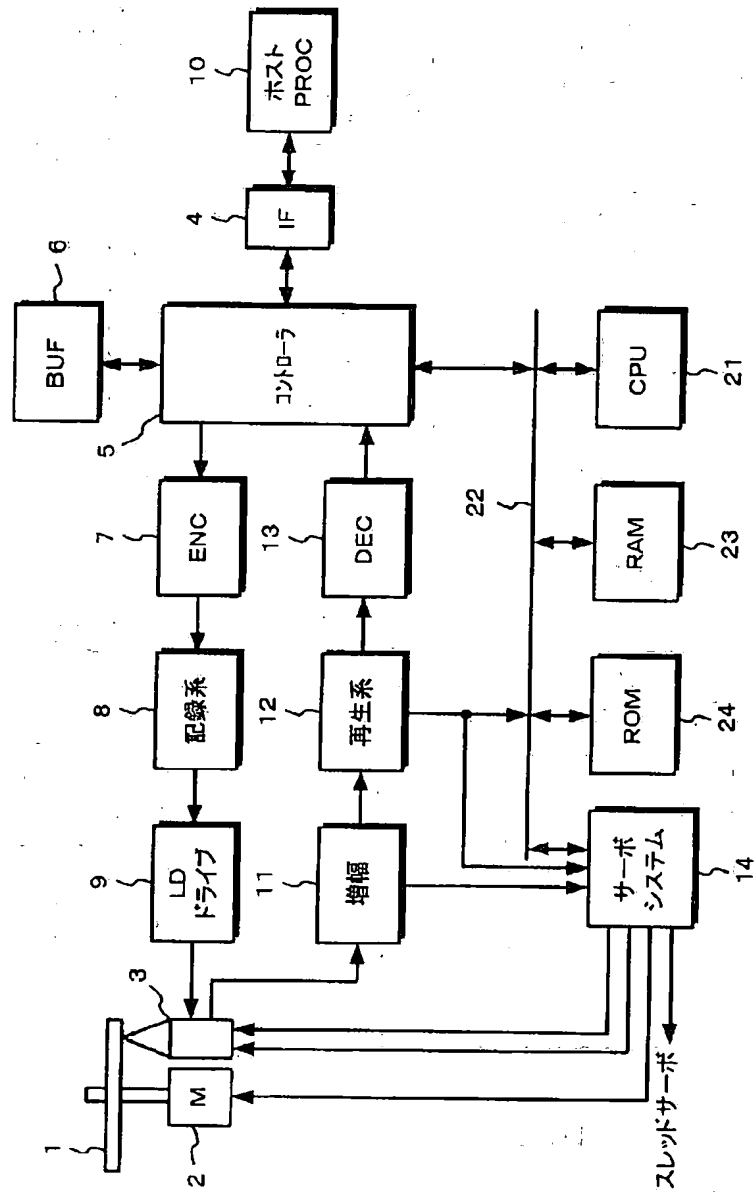 1
2
M
3
9
LD
ドライブ
8
記録系
7
ENC
5
コントローラ
6
BUF
4
IF
10
ホスト
PROC
11
増幅
12
再生系
13
DEC
22
14
サーボ
システム
24
ROM
23
RAM
21
CPU
スレッドサーボ